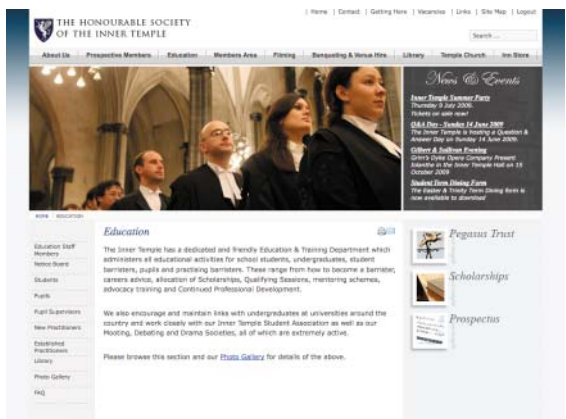 | Home | Contact | Getting Here | Vacancies | Links | Site Map | Logout
THE HONOURABLE SOCIETY
OF THE INNER TEMPLE
Search ...
About Us
Prospective Members
Education
Members Area
Filming
Banqueting & Venue Hire
Library
Temple Church
Inn Store
News & Events
Inner Temple Summer Party
Thursday 9 July 2009.
Tickets on sale now!
Q&A Day - Sunday 14 June 2009
The Inner Temple is hosting a Question &
Answer Day on Sunday 14 June 2009.
Gilbert & Sullivan Evening
Grim's Dyke Opera Company Present
Iolanthe in the Inner Temple Hall on 15
October 2009
Student Term Dining Form
The Easter & Trinity Term Dining form is
now available to download
HOME EDUCATION
Education Staff
Members
Notice Board
Students
Pupils
Pupil Supervisors
New Practitioners
Established
Practitioners
Library
Photo Gallery
FAQ
Education
The Inner Temple has a dedicated and friendly Education & Training Department which
administers all educational activities for school students, undergraduates, student
barristers, pupils and practising barristers. These range from how to become a barrister,
careers advice, allocation of Scholarships, Qualifying Sessions, mentoring schemes,
advocacy training and Continued Professional Development.
We also encourage and maintain links with undergraduates at universities around the
country and work closely with our Inner Temple Student Association as well as our
Mooting, Debating and Drama Societies, all of which are extremely active.
Please browse this section and our Photo Gallery for details of the above.
Pegasus Trust
Scholarships
Prospectus